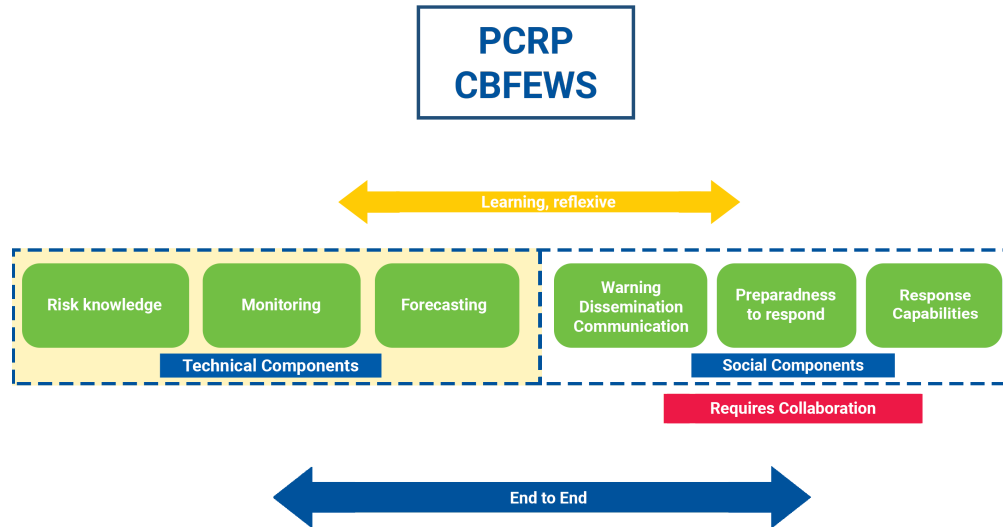 PCRP
CBFEWS
Learning, reflexive
Risk knowledge
Monitoring
Forecasting
Warning
Dissemination
Communication
Preparadness
to respond
Response
Capabilities
Technical Components
Social Components
Requires Collaboration
End to End